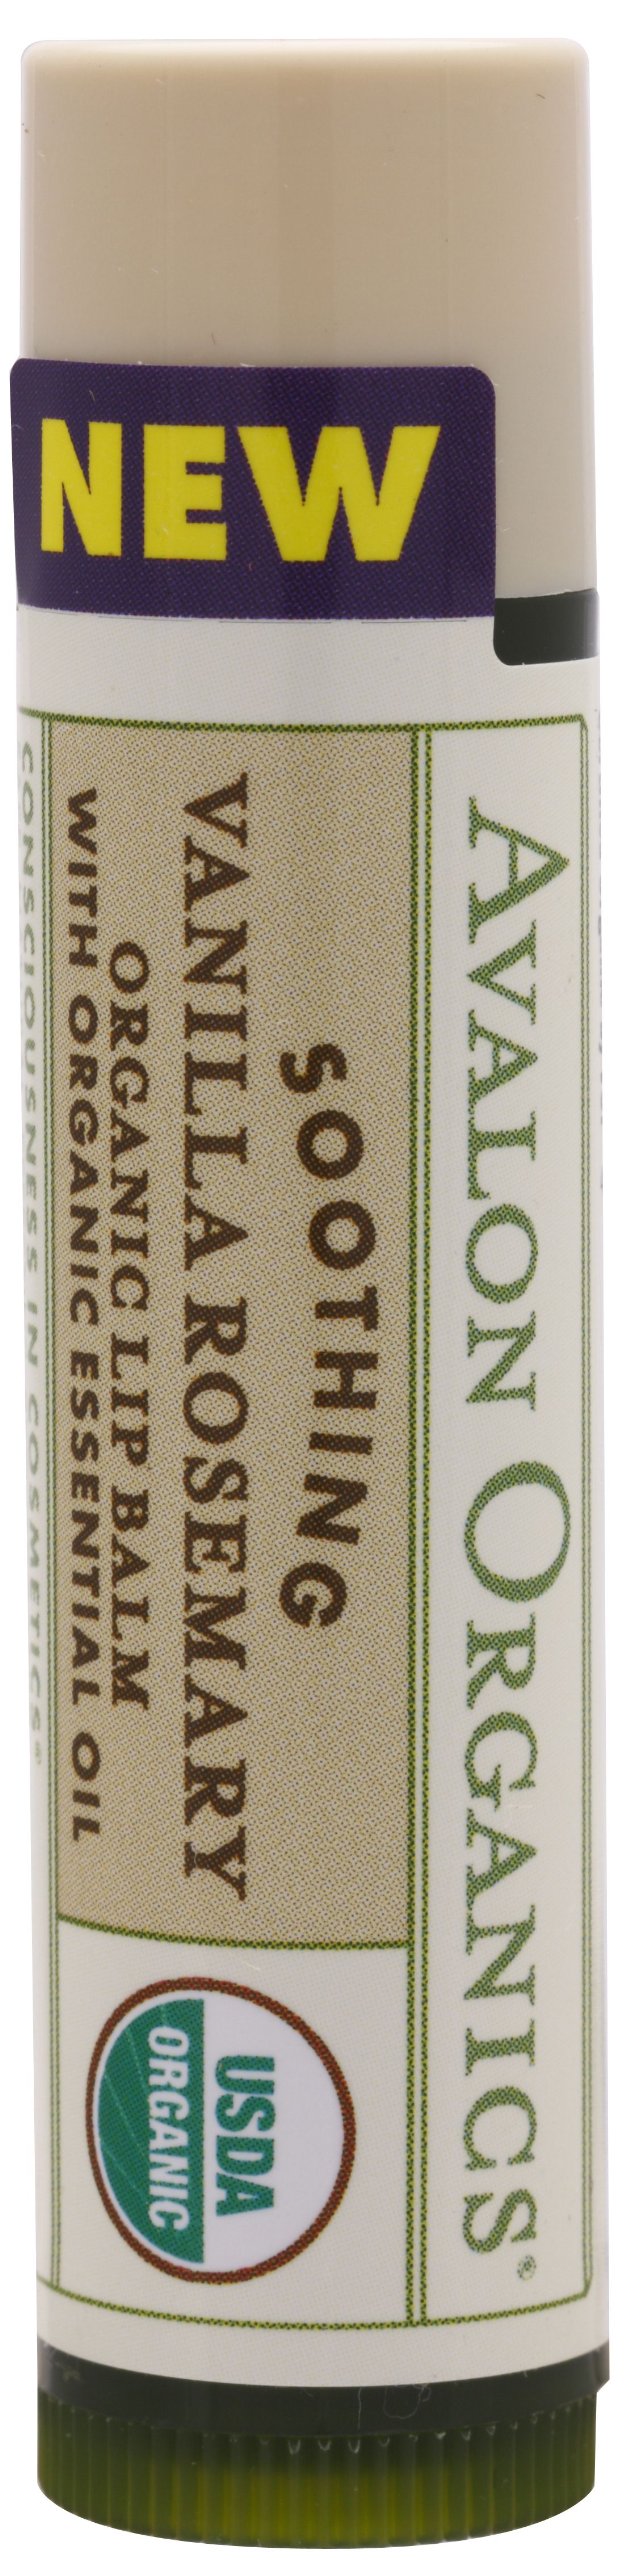 NEW
AVALON ORGANICS®
SOOTHING
VANILLA ROSEMARY
ORGANIC LIP BALM
WITH ORGANIC ESSENTIAL OIL
CONSCIOUSNESS IN COSMETICS®
USDA
ORGANIC